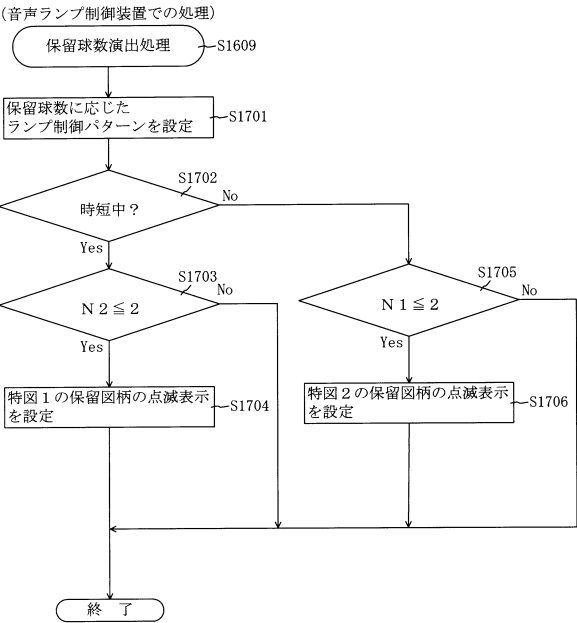 (音声ランプ制御装置での処理)
保留球数演出処理
S1609
保留球数に応じた
ランプ制御パターンを設定
S1701
S1702
時短中?
No
Yes
S1703
N2≦2
No
Yes
S1705
N1≦2
No
Yes
特図1の保留図柄の点滅表示
を設定
S1704
特図2の保留図柄の点滅表示
を設定
S1706
終 了